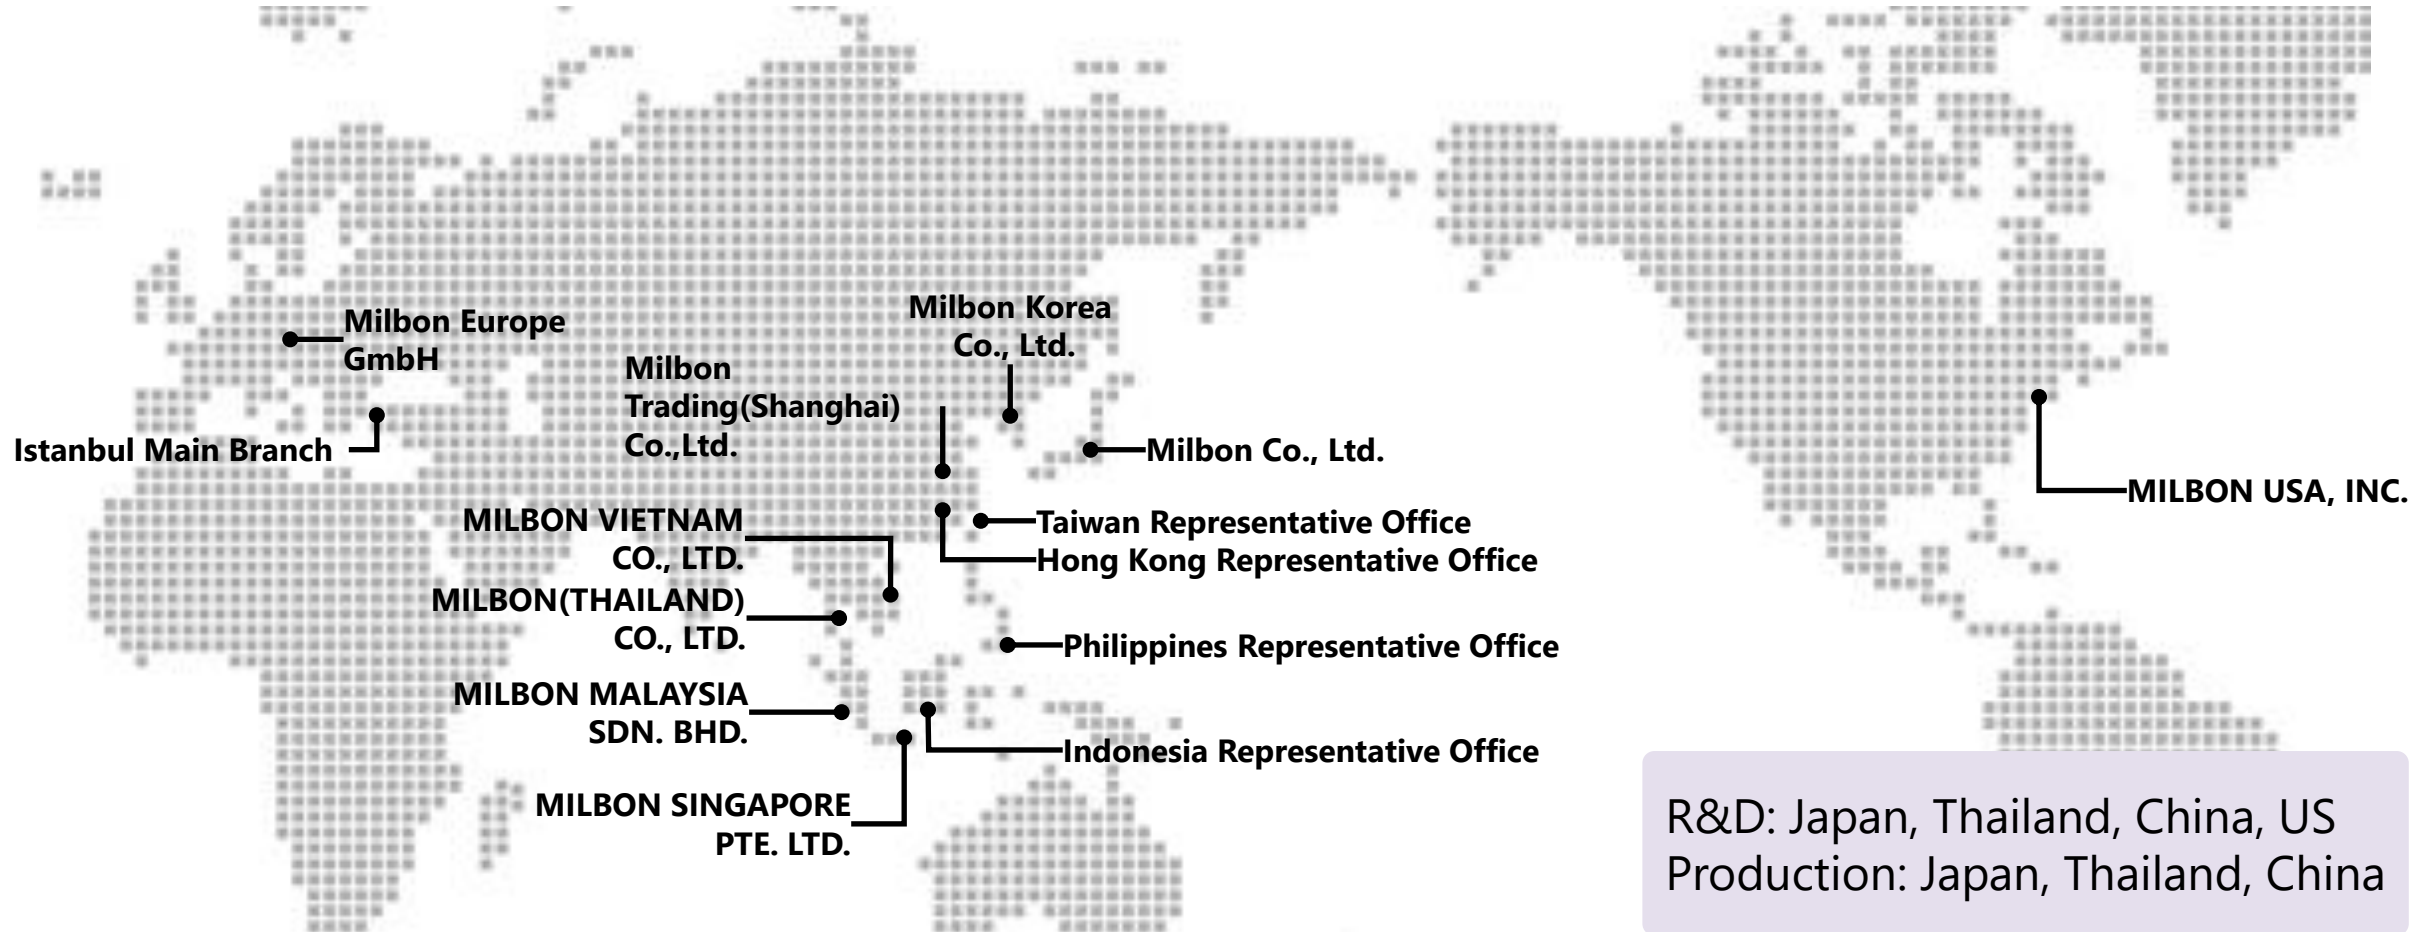 Milbon Europe
GmbH
Istanbul Main Branch
Milbon
Trading(Shanghai)
Co.,Ltd.
Milbon Korea
Co., Ltd.
Milbon Co., Ltd.
MILBON USA, INC.
MILBON VIETNAM
CO., LTD.
Taiwan Representative Office
Hong Kong Representative Office
MILBON(THAILAND)
CO., LTD.
Philippines Representative Office
MILBON MALAYSIA
SDN. BHD.
Indonesia Representative Office
MILBON SINGAPORE
PTE. LTD.
R&D: Japan, Thailand, China, US
Production: Japan, Thailand, China